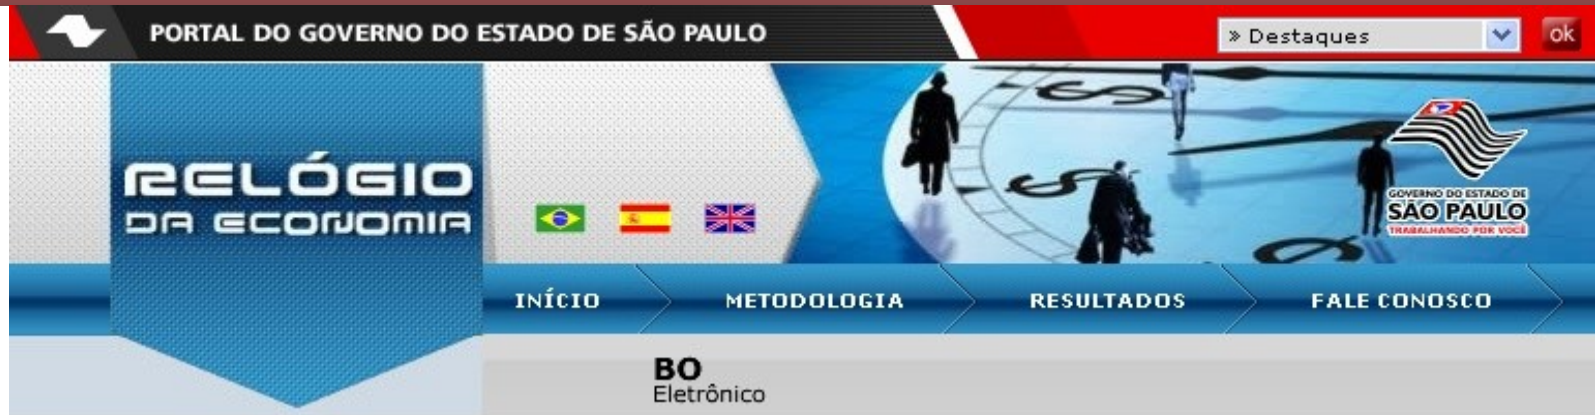 PORTAL DO GOVERNO DO ESTADO DE SÃO PAULO
» Destaques
ok
RELÓGIO
DA ECONOMIA
GOVERNO DO ESTADO DE
SÃO PAULO
TRABALHANDO POR VOCÊ
INÍCIO
METODOLOGIA
RESULTADOS
FALE CONOSCO
BO
Eletrônico